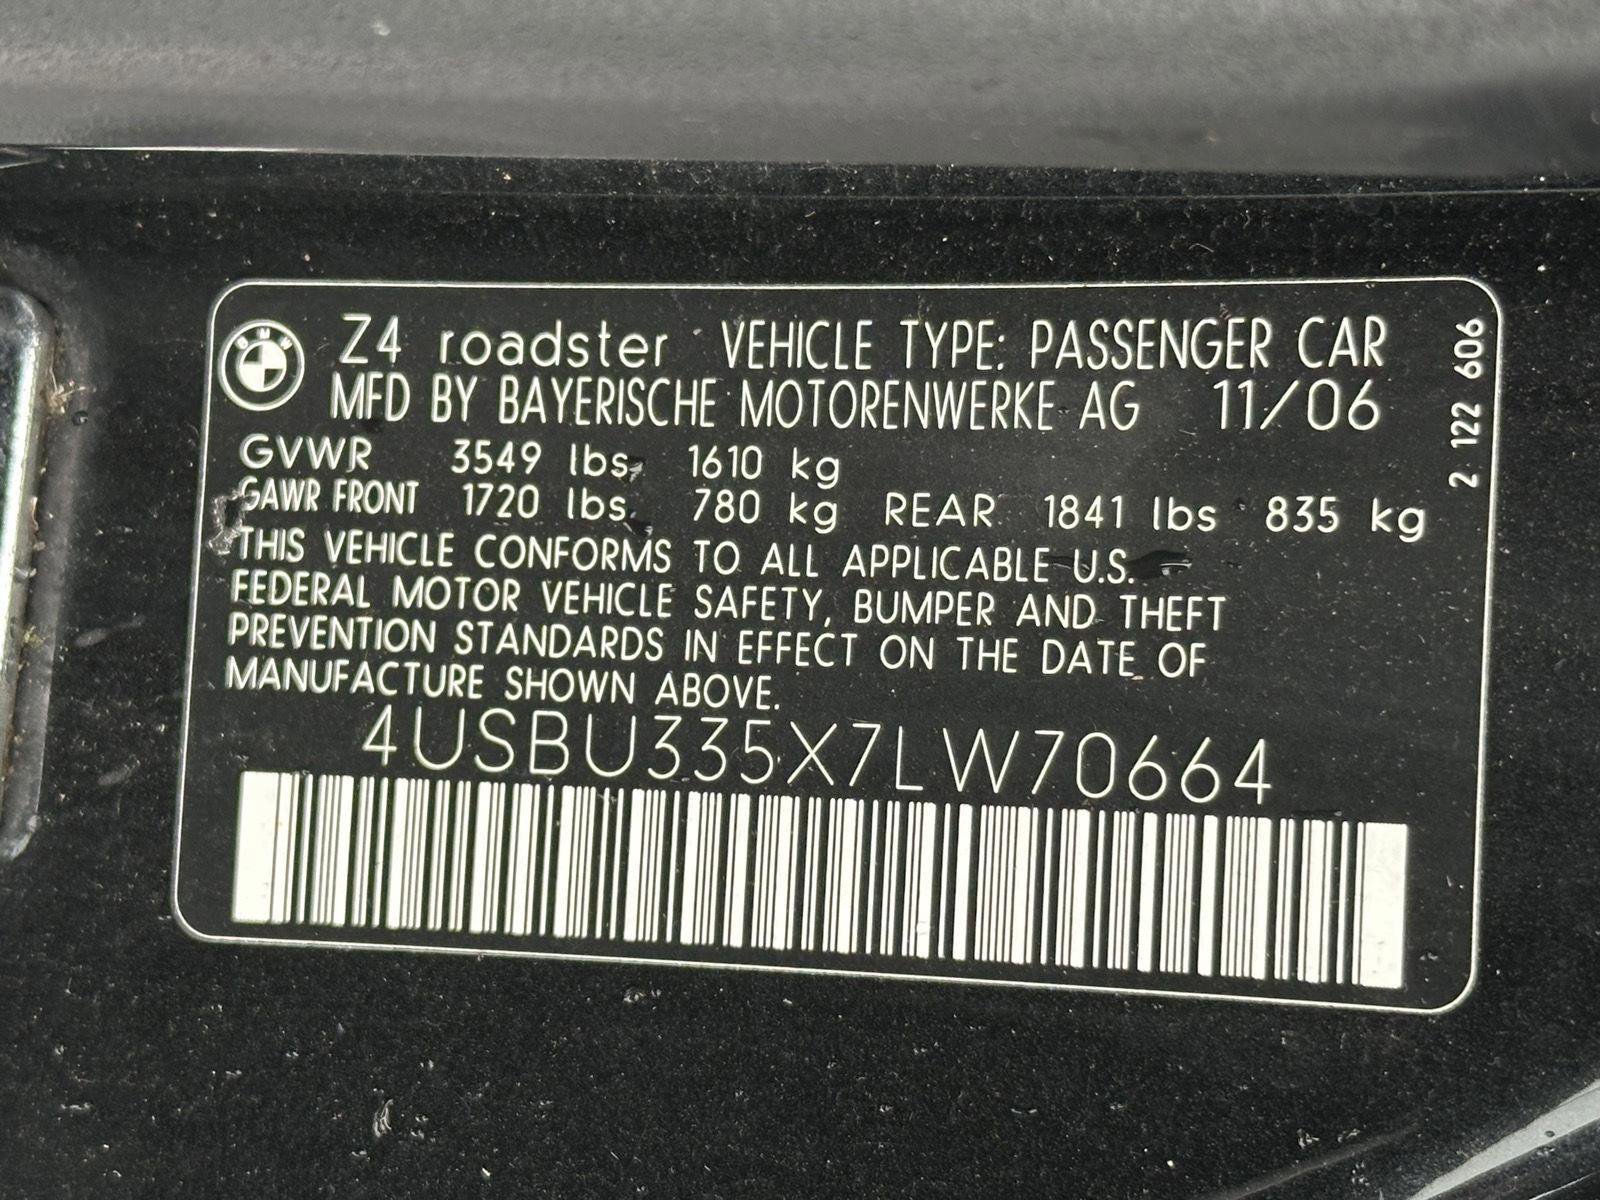 BMW
Z4 roadster VEHICLE TYPE: PASSENGER CAR
MFD BY BAYERISCHE MOTORENWERKE AG 11/06
GVWR 3549 lbs 1610 kg
GAWR FRONT 1720 lbs 780 kg REAR 1841 lbs 835 kg
THIS VEHICLE CONFORMS TO ALL APPLICABLE U.S.
FEDERAL MOTOR VEHICLE SAFETY, BUMPER AND THEFT
PREVENTION STANDARDS IN EFFECT ON THE DATE OF
MANUFACTURE SHOWN ABOVE.
4USBU335X7LW70664
2 122 606